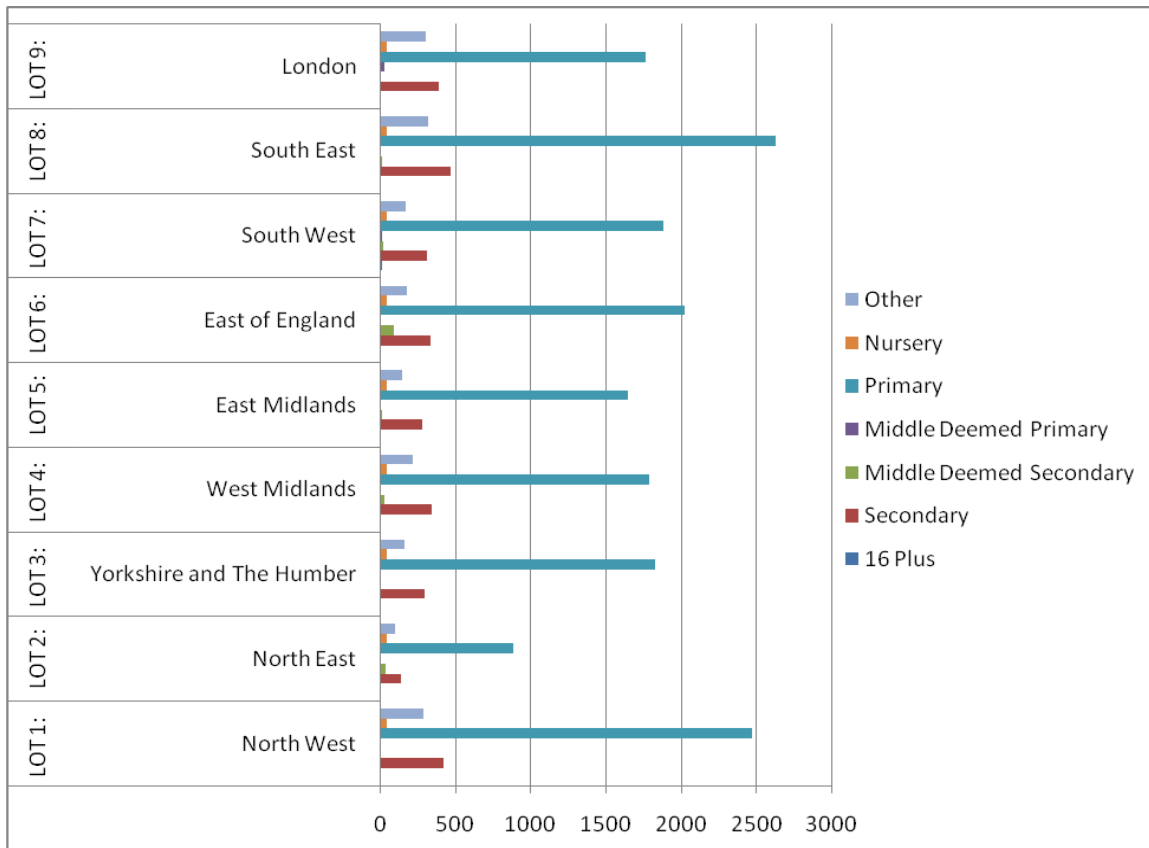 LOT9: London
LOT8: South East
LOT7: South West
LOT6: East of England
LOT5: East Midlands
LOT4: West Midlands
LOT3: Yorkshire and The Humber
LOT2: North East
LOT1: North West
0 500 1000 1500 2000 2500 3000
Other
Nursery
Primary
Middle Deemed Primary
Middle Deemed Secondary
Secondary
16 Plus